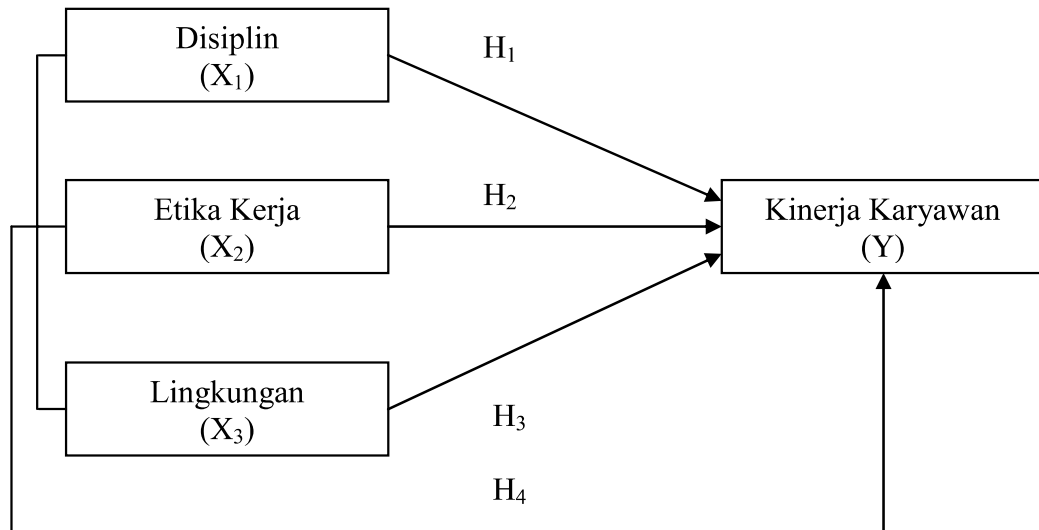 Disiplin
(X₁)
H₁
Etika Kerja
(X₂)
H₂
Kinerja Karyawan
(Y)
Lingkungan
(X₃)
H₃
H₄